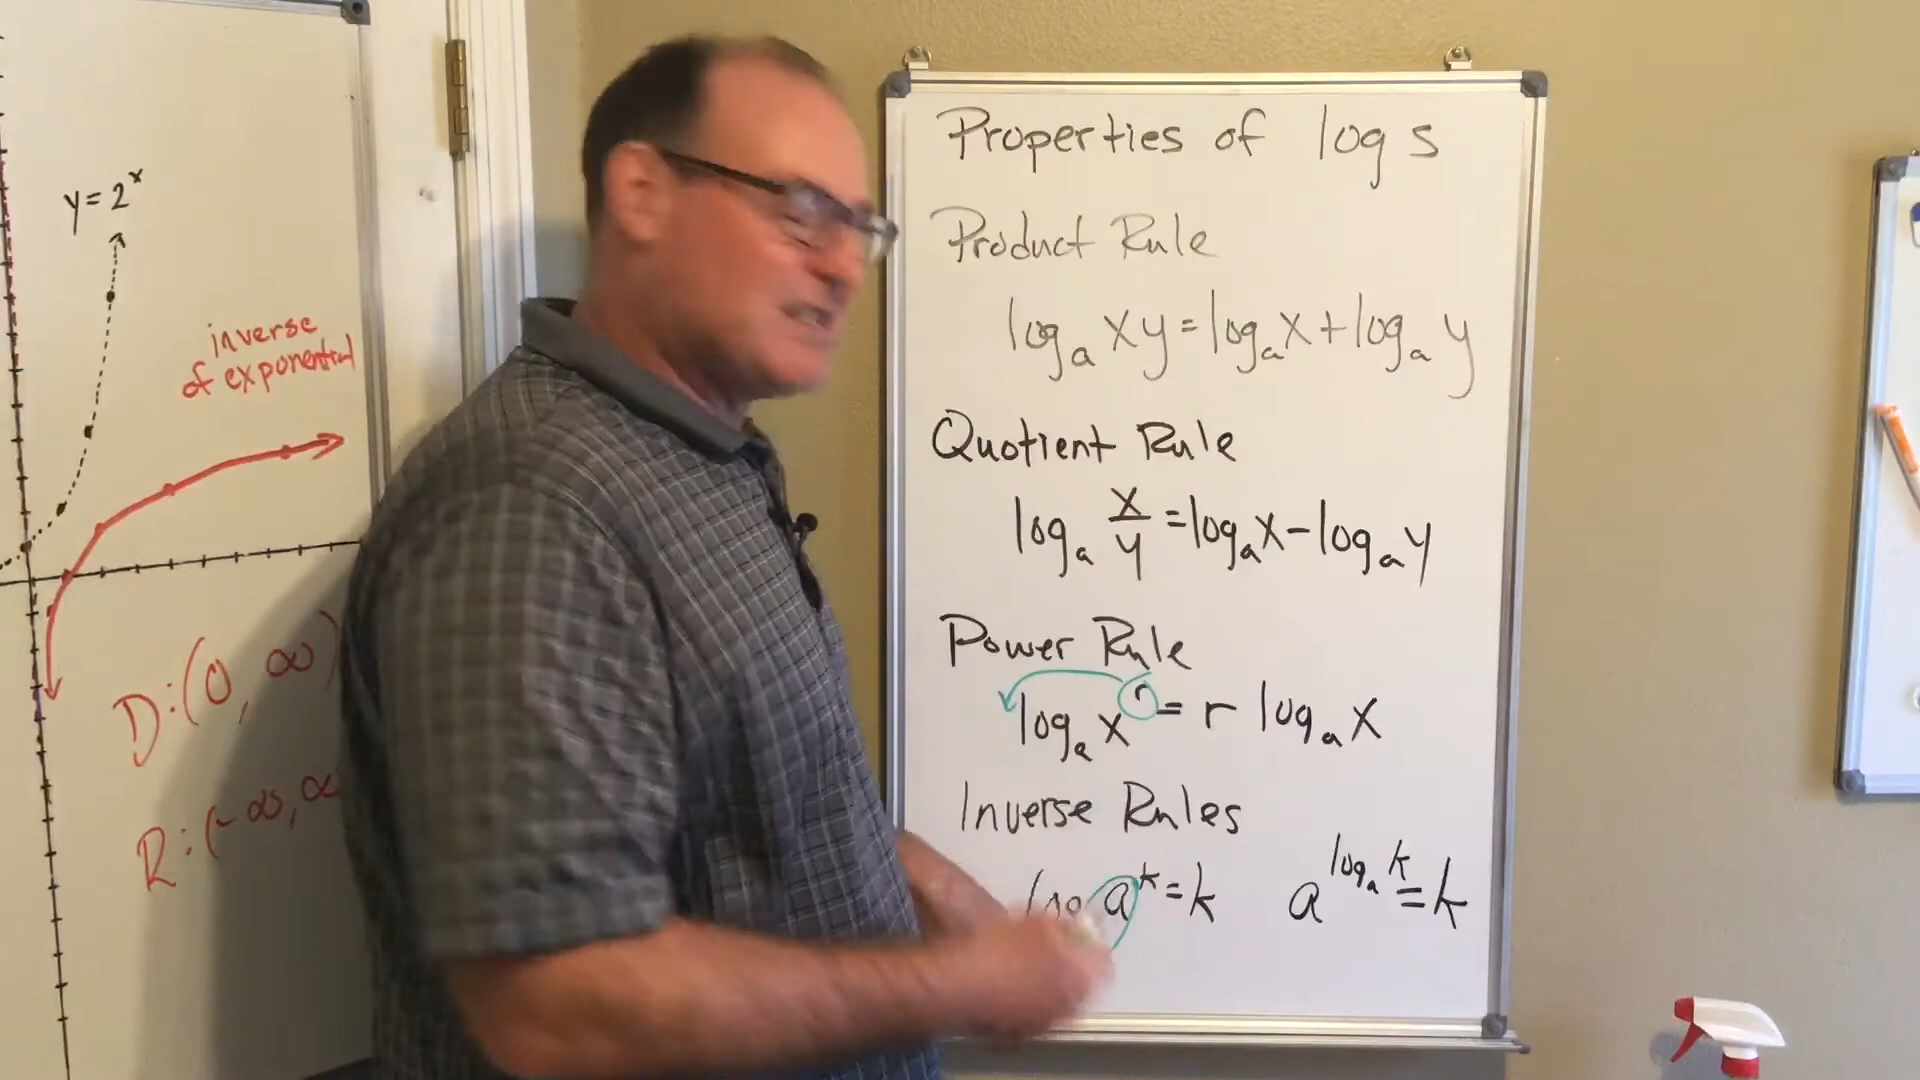 y = 2^x
inverse
of exponential
D: (0, ∞)
R: (-∞, ∞
Properties of logs
Product Rule
log_a xy = log_a x + log_a y
Quotient Rule
log_a x/y = log_a x - log_a y
Power Rule
log_a x^r = r log_a x
Inverse Rules
log a^k = k a^(log_a k) = k